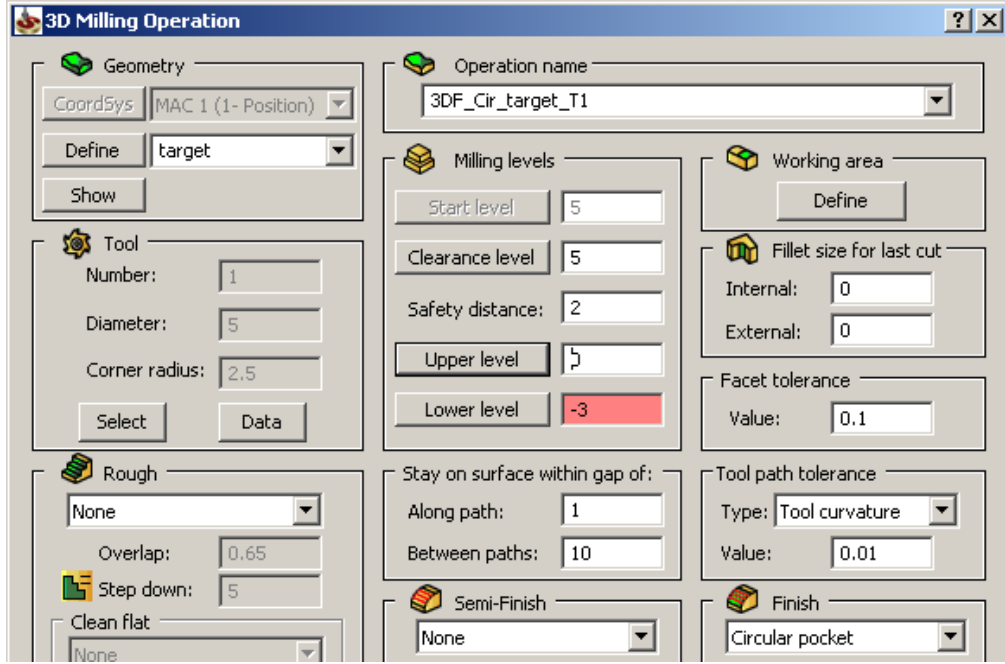 3D Milling Operation
Geometry
CoordSys MAC 1 (1- Position)
Define target
Show
Operation name
3DF_Cir_target_T1
Tool
Number: 1
Diameter: 5
Corner radius: 2.5
Select Data
Milling levels
Start level 5
Clearance level 5
Safety distance: 2
Upper level ל
Lower level -3
Working area
Define
Fillet size for last cut
Internal: 0
External: 0
Facet tolerance
Value: 0.1
Rough
None
Overlap: 0.65
Step down: 5
Clean flat
None
Stay on surface within gap of:
Along path: 1
Between paths: 10
Tool path tolerance
Type: Tool curvature
Value: 0.01
Semi-Finish
None
Finish
Circular pocket